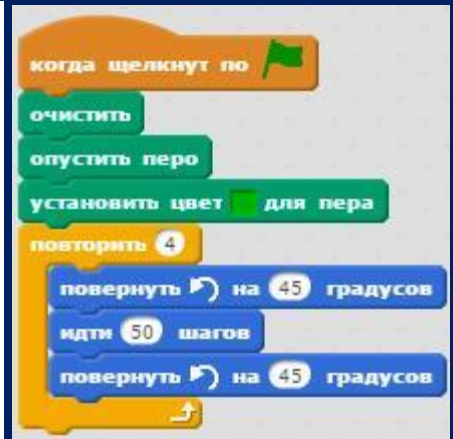 когда щелкнут по
очистить
опустить перо
установить цвет для пера
повторить 4
повернуть на 45 градусов
идти 50 шагов
повернуть на 45 градусов